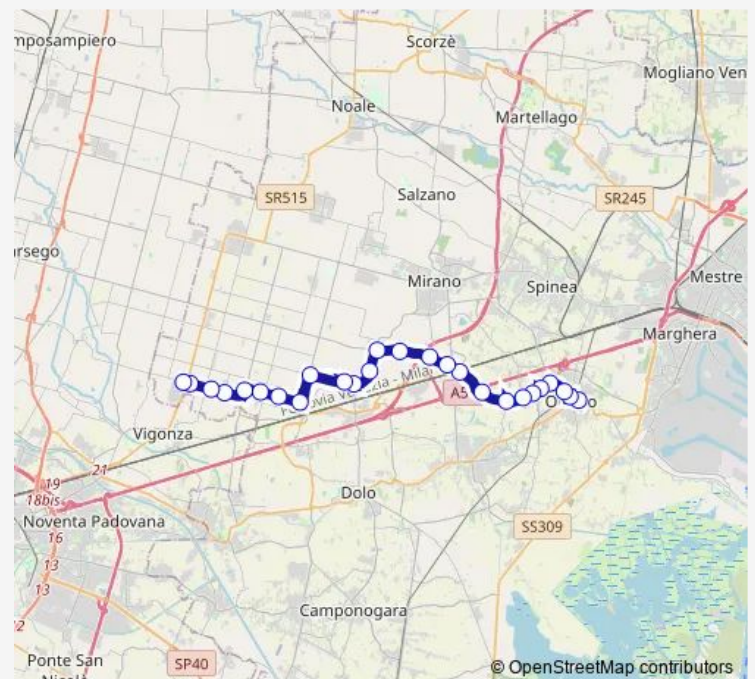 mposampiero
Scorzè
Mogliano Ven
Noale
Martellago
SR515
Salzano
SR245
arsego
Mirano
Spinea
Mestre
Marghera
A5
Vigonza
21
19
18bis
Noventa Padovana
16
Dolo
SS309
13
13
Camponogara
Ponte San
SP40
© OpenStreetMap contributors